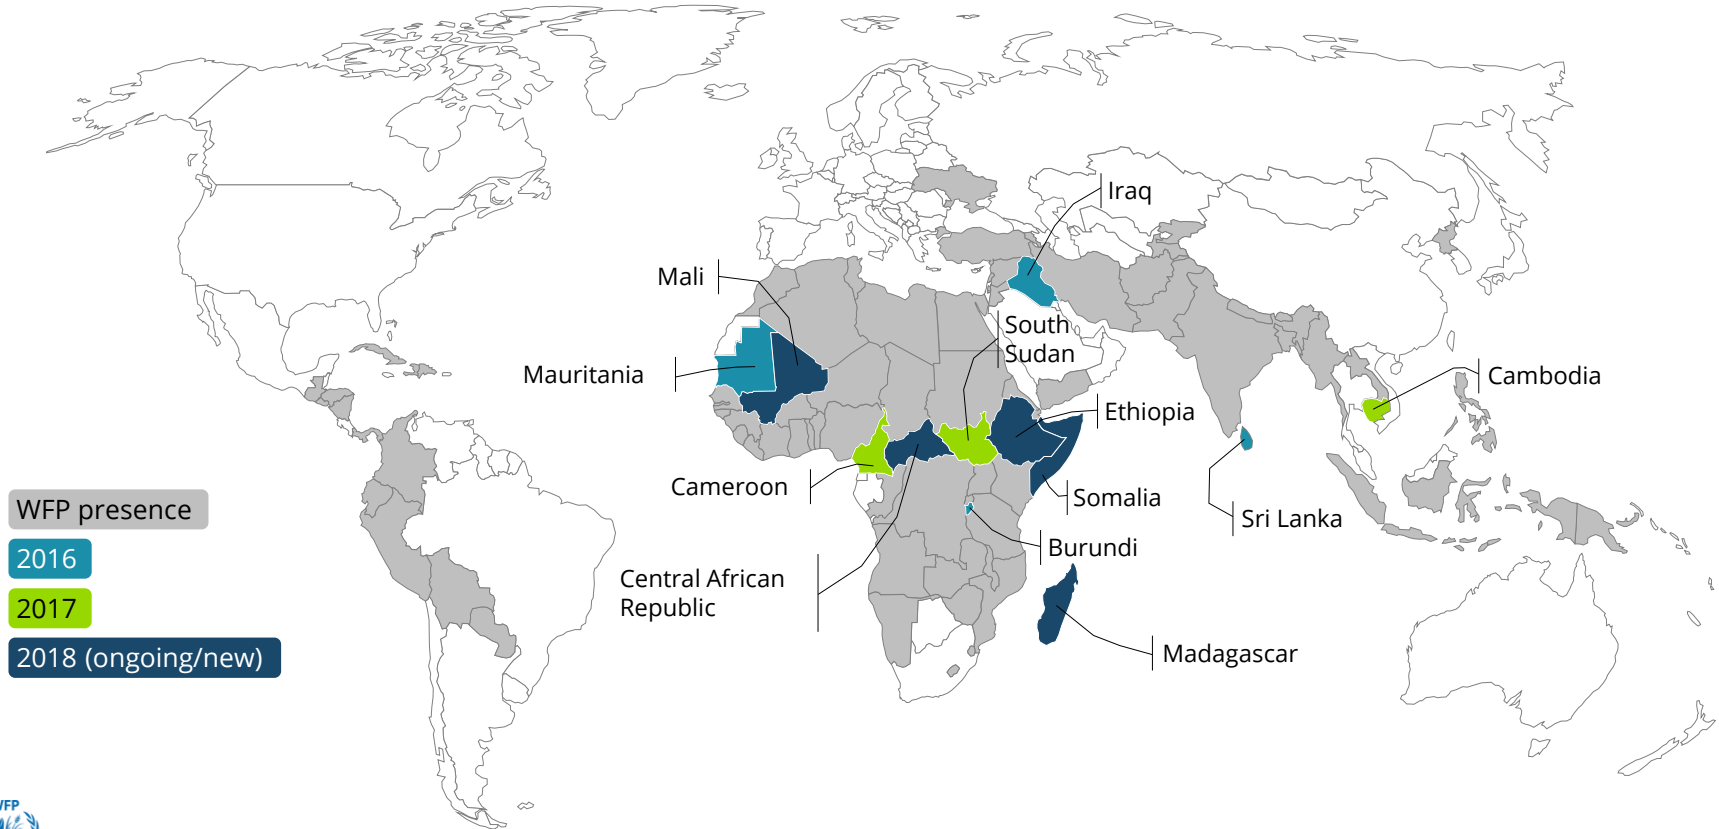 Iraq
Mali
South
Sudan
Mauritania
Cambodia
Ethiopia
Cameroon
Somalia
WFP presence
Sri Lanka
Burundi
2016
Central African
Republic
2017
2018 (ongoing/new)
Madagascar
WFP